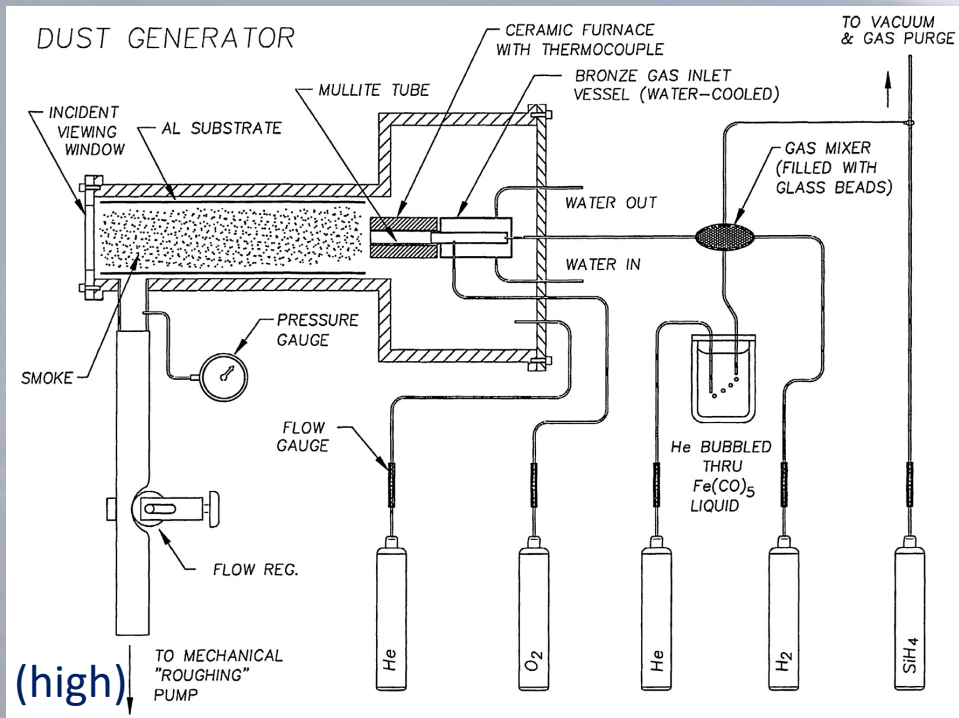 DUST GENERATOR
CERAMIC FURNACE
WITH THERMOCOUPLE
TO VACUUM
& GAS PURGE
MULLITE TUBE
BRONZE GAS INLET
VESSEL (WATER-COOLED)
INCIDENT
VIEWING
WINDOW
AL SUBSTRATE
GAS MIXER
(FILLED WITH
GLASS BEADS)
WATER OUT
WATER IN
PRESSURE
GAUGE
SMOKE
FLOW
GAUGE
He BUBBLED
THRU
Fe(CO)5
LIQUID
FLOW REG.
He
O2
He
H2
SiH4
(high)
TO MECHANICAL
"ROUGHING"
PUMP